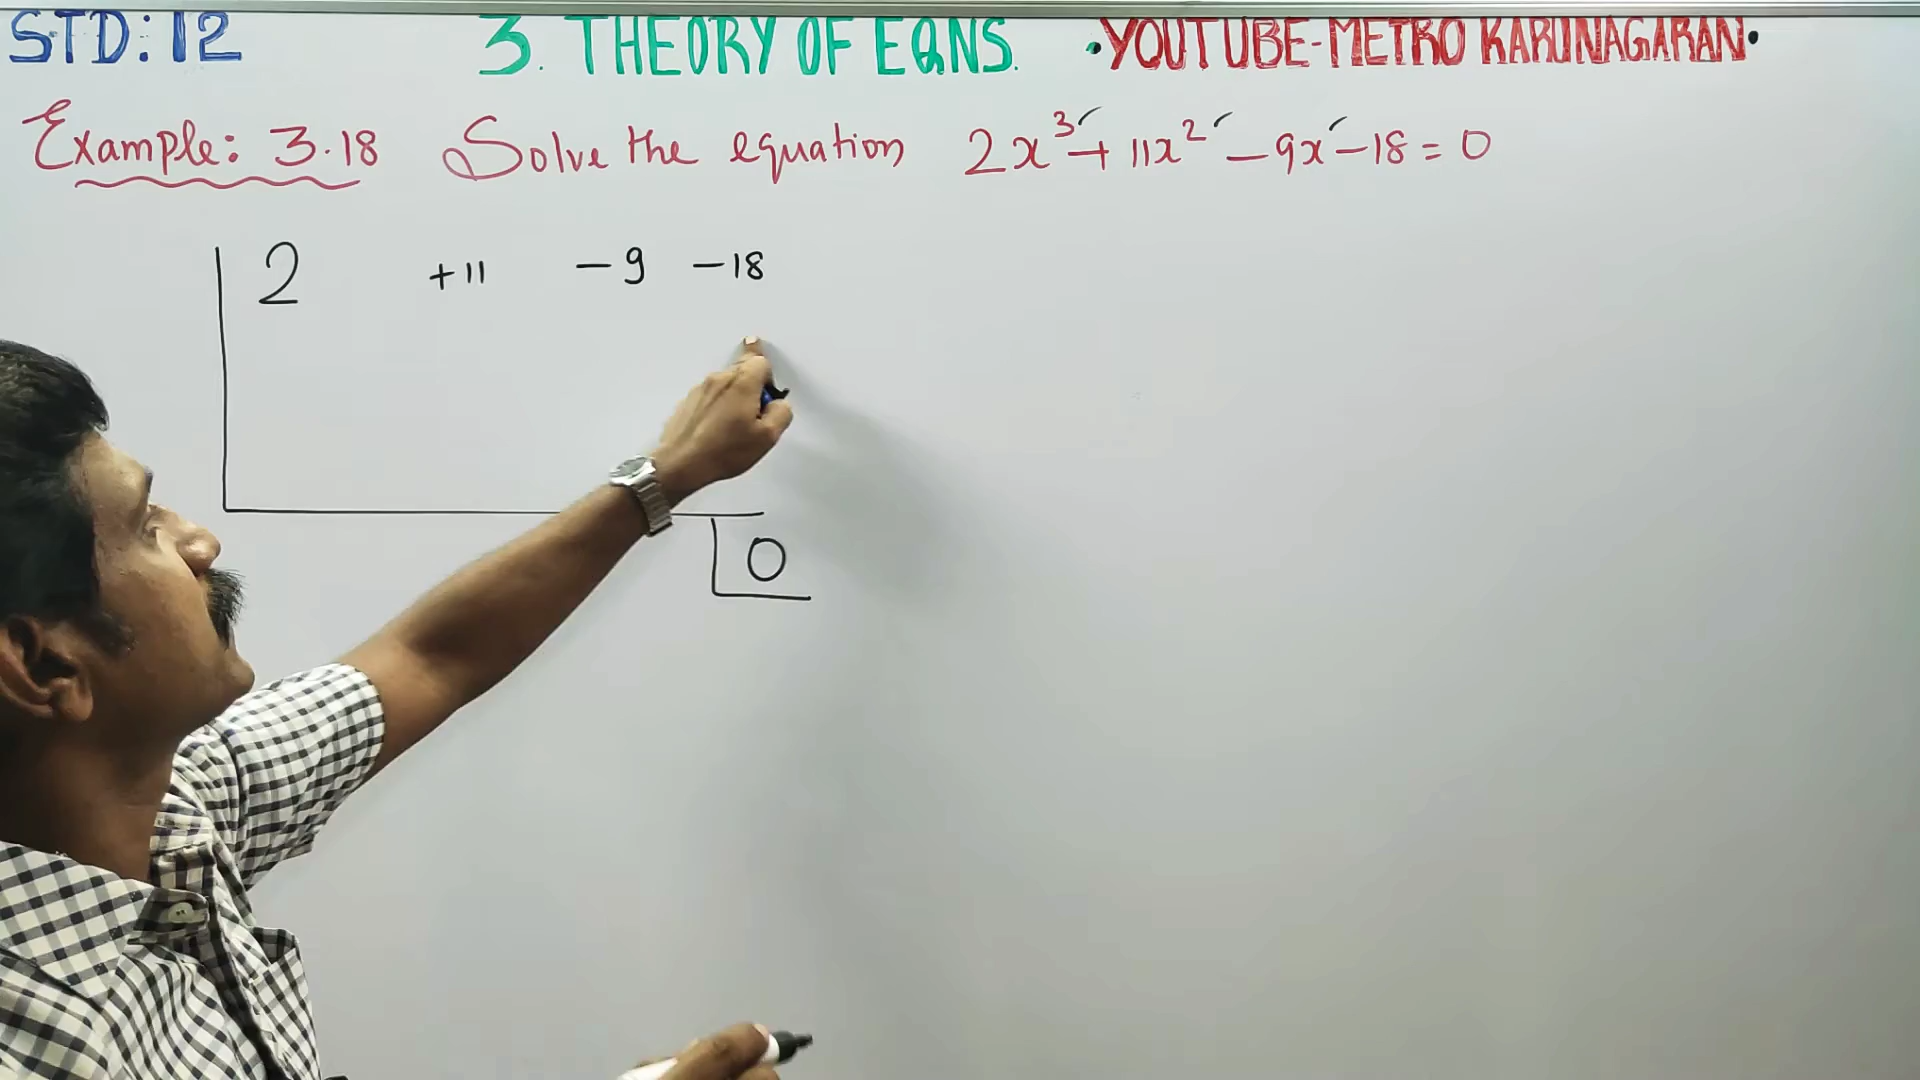 STD: 12 3. THEORY OF EQNS. •YOUTUBE-METRO KARUNAGARAN•
Example: 3.18 Solve the equation 2x³ + 11x² - 9x - 18 = 0
2 +11 -9 -18
0